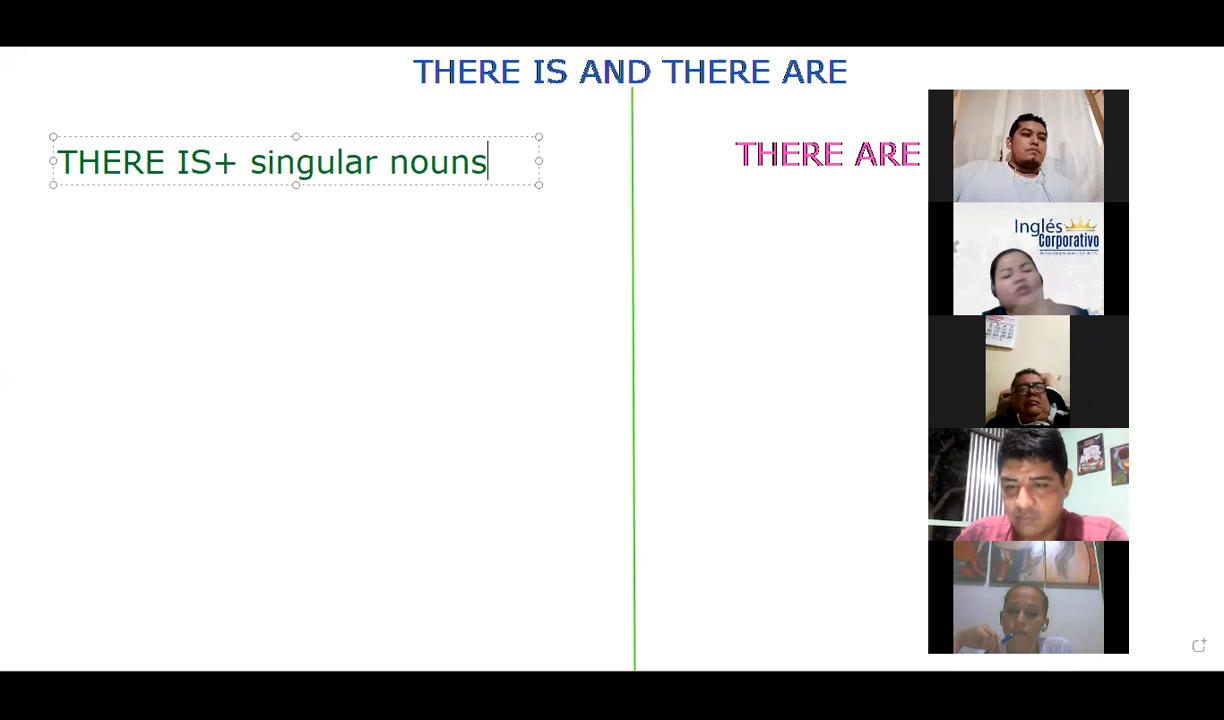 THERE IS AND THERE ARE
THERE IS+ singular nouns
THERE ARE
Inglés
Corporativo